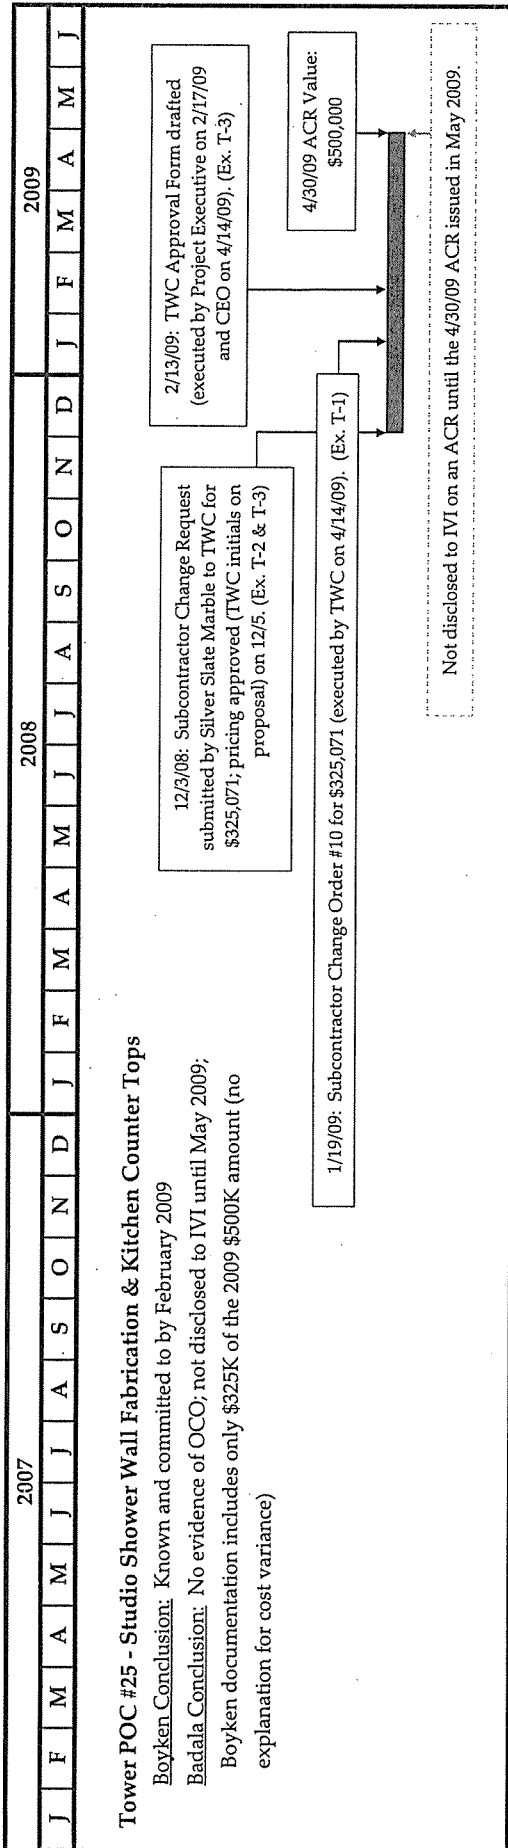 2007 2008 2009
J F M A M J J A S O N D J F M A M J J A S O N D J F M A M J
Tower POC #25 - Studio Shower Wall Fabrication & Kitchen Counter Tops
Boyken Conclusion: Known and committed to by February 2009
Badala Conclusion: No evidence of OCO; not disclosed to IVI until May 2009;
Boyken documentation includes only $325K of the 2009 $500K amount (no
explanation for cost variance)
12/3/08: Subcontractor Change Request
submitted by Silver Slate Marble to TWC for
$325,071; pricing approved (TWC initials on
proposal) on 12/5. (Ex. T-2 & T-3)
2/13/09: TWC Approval Form drafted
(executed by Project Executive on 2/17/09
and CEO on 4/14/09). (Ex. T-3)
1/19/09: Subcontractor Change Order #10 for $325,071 (executed by TWC on 4/14/09). (Ex. T-1)
4/30/09 ACR Value:
$500,000
Not disclosed to IVI on an ACR until the 4/30/09 ACR issued in May 2009.